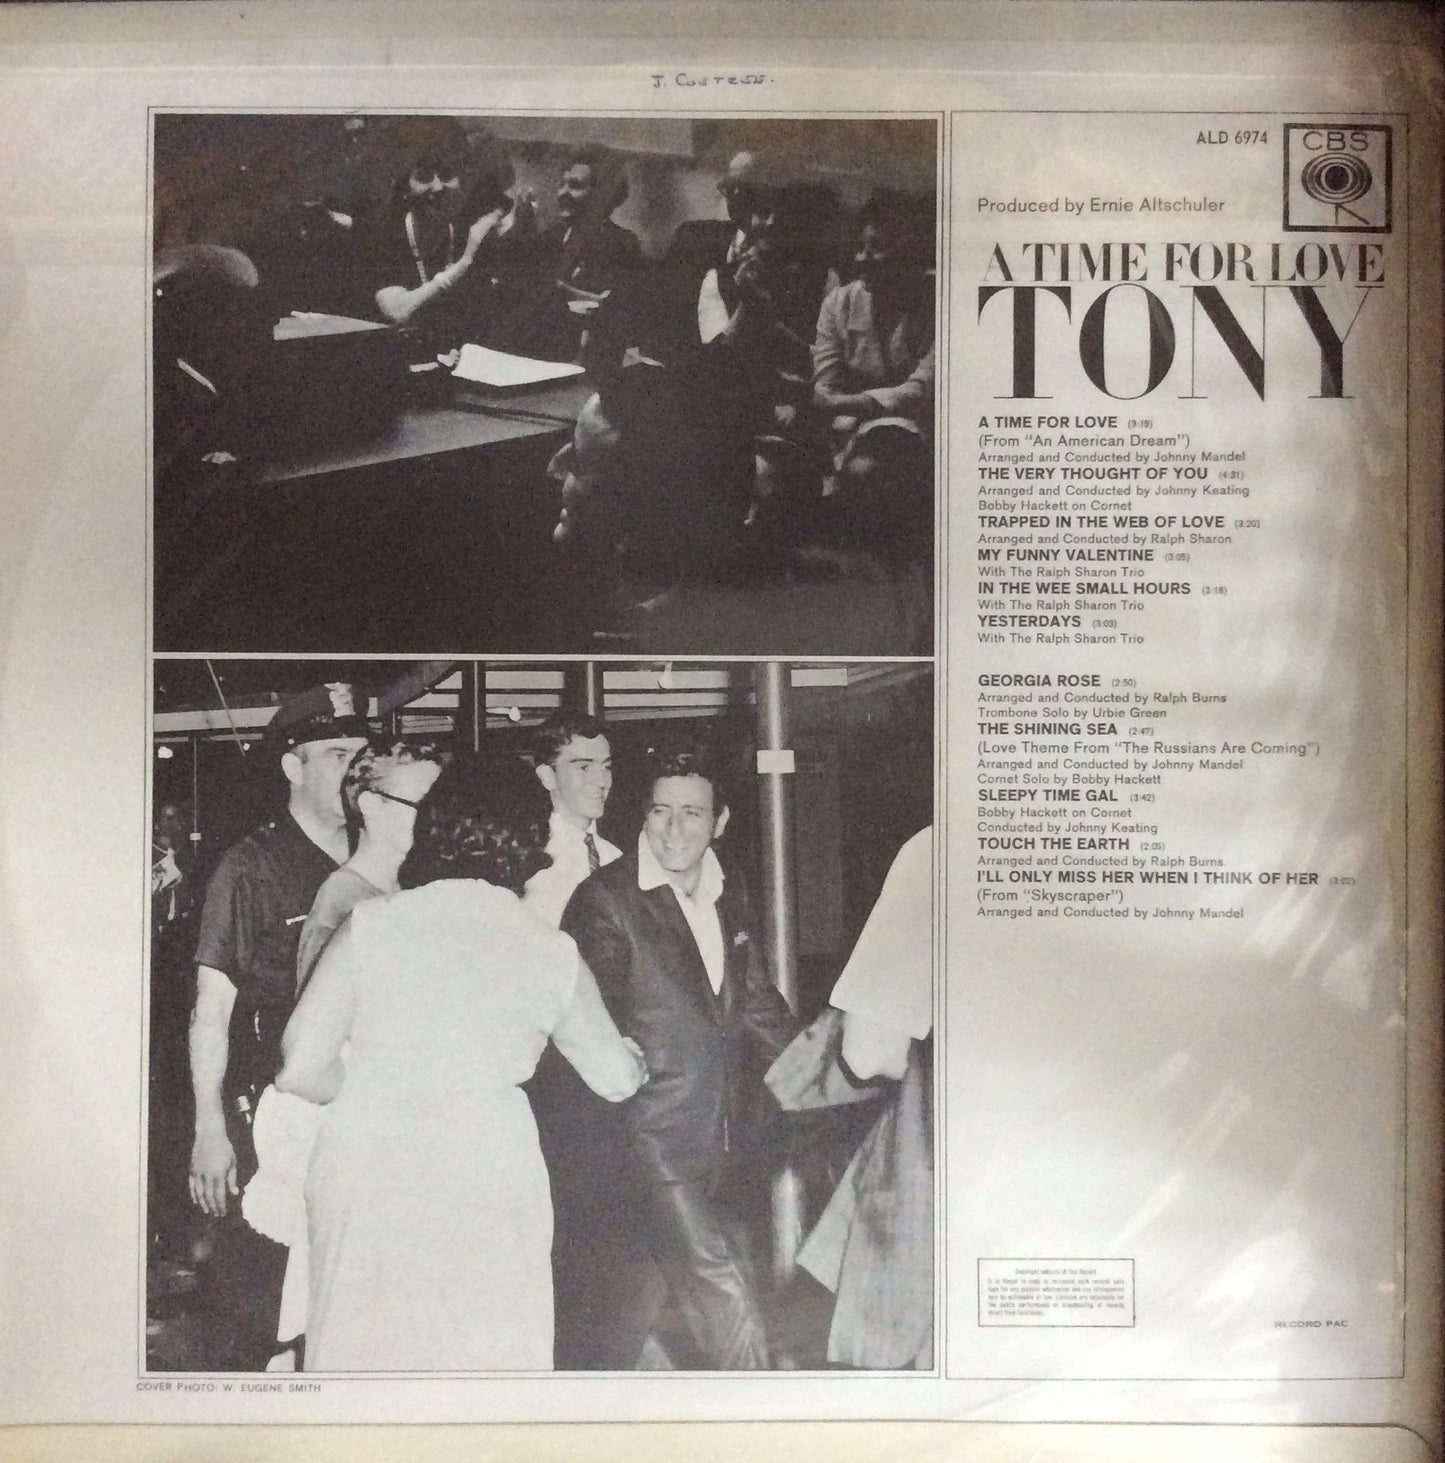 J. Coetzee.
ALD 6974
CBS
Produced by Ernie Altschuler
A TIME FOR LOVE
TONY
A TIME FOR LOVE (3:19)
(From "An American Dream")
Arranged and Conducted by Johnny Mandel
THE VERY THOUGHT OF YOU (4:31)
Arranged and Conducted by Johnny Keating
Bobby Hackett on Cornet
TRAPPED IN THE WEB OF LOVE (3:20)
Arranged and Conducted by Ralph Sharon
MY FUNNY VALENTINE
With The Ralph Sharon Trio
IN THE WEE SMALL HOURS (3:18)
With The Ralph Sharon Trio
YESTERDAYS (3:03)
With The Ralph Sharon Trio
GEORGIA ROSE (2:50)
Arranged and Conducted by Ralph Burns
Trombone Solo by Urbie Green
THE SHINING SEA (2:47)
(Love Theme From "The Russians Are Coming")
Arranged and Conducted by Johnny Mandel
Cornet Solo by Bobby Hackett
SLEEPY TIME GAL (3:42)
Bobby Hackett on Cornet
Conducted by Johnny Keating
TOUCH THE EARTH (2:05)
Arranged and Conducted by Ralph Burns
I'LL ONLY MISS HER WHEN I THINK OF HER (3:02)
(From "Skyscraper")
Arranged and Conducted by Johnny Mandel
RECORD PAC
COVER PHOTO: W. EUGENE SMITH